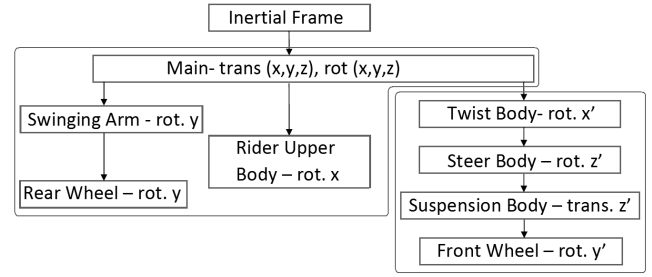 Inertial Frame
Main- trans (x,y,z), rot (x,y,z)
Swinging Arm - rot. y
Rear Wheel – rot. y
Rider Upper
Body – rot. x
Twist Body- rot. x’
Steer Body – rot. z’
Suspension Body – trans. z’
Front Wheel – rot. y’